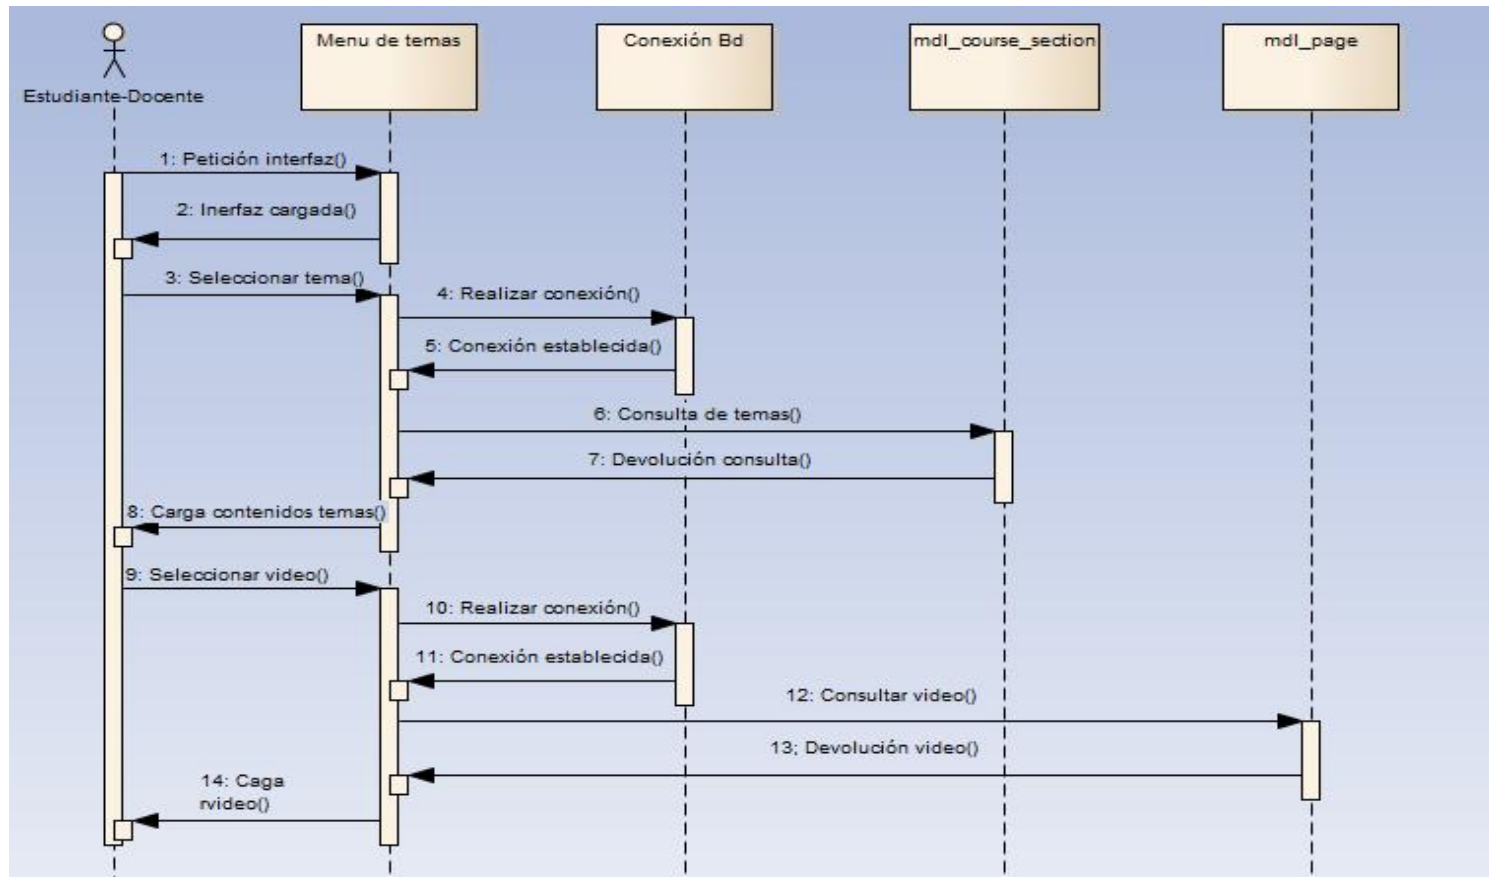 Menu de temas
Conexión Bd
mdl_course_section
mdl_page
Estudiante-Docente
1: Petición interfaz()
2: Inerfaz cargada()
3: Seleccionar tema()
4: Realizar conexión()
5: Conexión establecida()
6: Consulta de temas()
7: Devolución consulta()
8: Carga contenidos temas()
9: Seleccionar video()
10: Realizar conexión()
11: Conexión establecida()
12: Consultar video()
13; Devolución video()
14: Caga
rvideo()